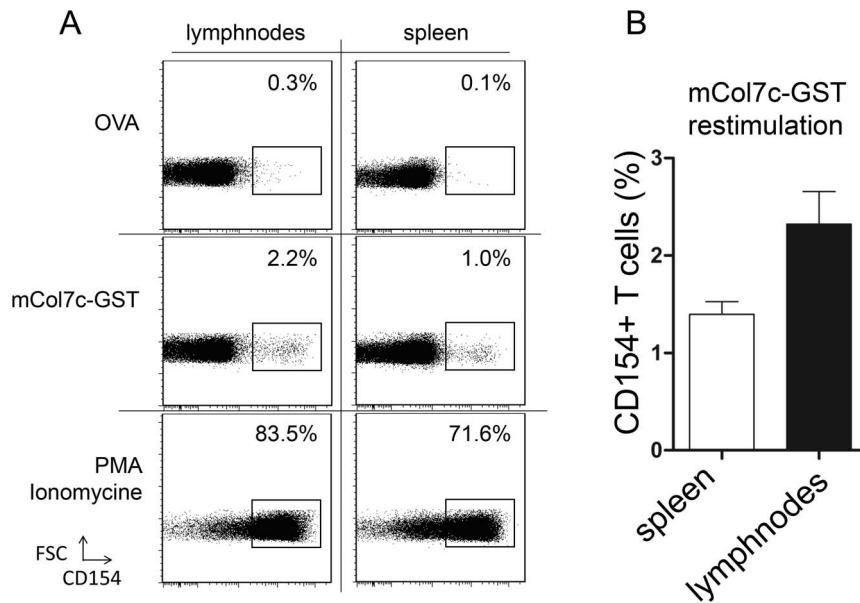 A
lymphnodes spleen
OVA
0.3% 0.1%
mCol7c-GST
2.2% 1.0%
PMA
Ionomycine
83.5% 71.6%
FSC
CD154
B
mCol7c-GST
restimulation
CD154+ T cells (%)
3
2
1
0
spleen
lymphnodes